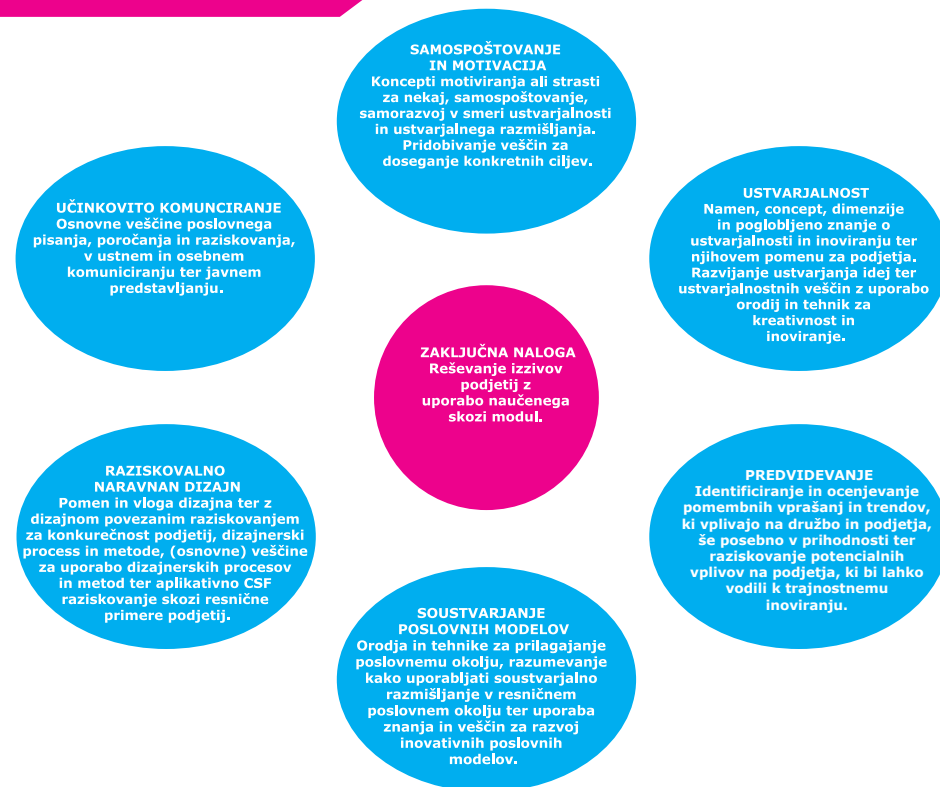 SAMOSPOŠTOVANJE
IN MOTIVACIJA
Koncepti motiviranja ali strasti
za nekaj, samospoštovanje,
samorazvoj v smeri ustvarjalnosti
in ustvarjalnega razmišljanja.
Pridobivanje veščin za
doseganje konkretnih ciljev.
UČINKOVITO KOMUNCIRANJE
Osnovne veščine poslovnega
pisanja, poročanja in raziskovanja,
v ustnem in osebnem
komuniciranju ter javnem
predstavljanju.
USTVARJALNOST
Namen, concept, dimenzije
in poglobljeno znanje o
ustvarjalnosti in inoviranju ter
njihovem pomenu za podjetja.
Razvijanje ustvarjanja idej ter
ustvarjalnostnih veščin z uporabo
orodij in tehnik za
kreativnost in
inoviranje.
ZAKLJUČNA NALOGA
Reševanje izzivov
podjetij z
uporabo naučenega
skozi modul.
RAZISKOVALNO
NARAVNAN DIZAJN
Pomen in vloga dizajna ter z
dizajnom povezanim raziskovanjem
za konkurečnost podjetij, dizajnerski
process in metode, (osnovne) veščine
za uporabo dizajnerskih procesov
in metod ter aplikativno CSF
raziskovanje skozi resnične
primere podjetij.
PREDVIDEVANJE
Identificiranje in ocenjevanje
pomembnih vprašanj in trendov,
ki vplivajo na družbo in podjetja,
še posebno v prihodnosti ter
raziskovanje potencialnih
vplivov na podjetja, ki bi lahko
vodili k trajnostnemu
inoviranju.
SOUSTVARJANJE
POSLOVNIH MODELOV
Orodja in tehnike za prilagajanje
poslovnemu okolju, razumevanje
kako uporabljati soustvarjalno
razmišljanje v resničnem
poslovnem okolju ter uporaba
znanja in veščin za razvoj
inovativnih poslovnih
modelov.